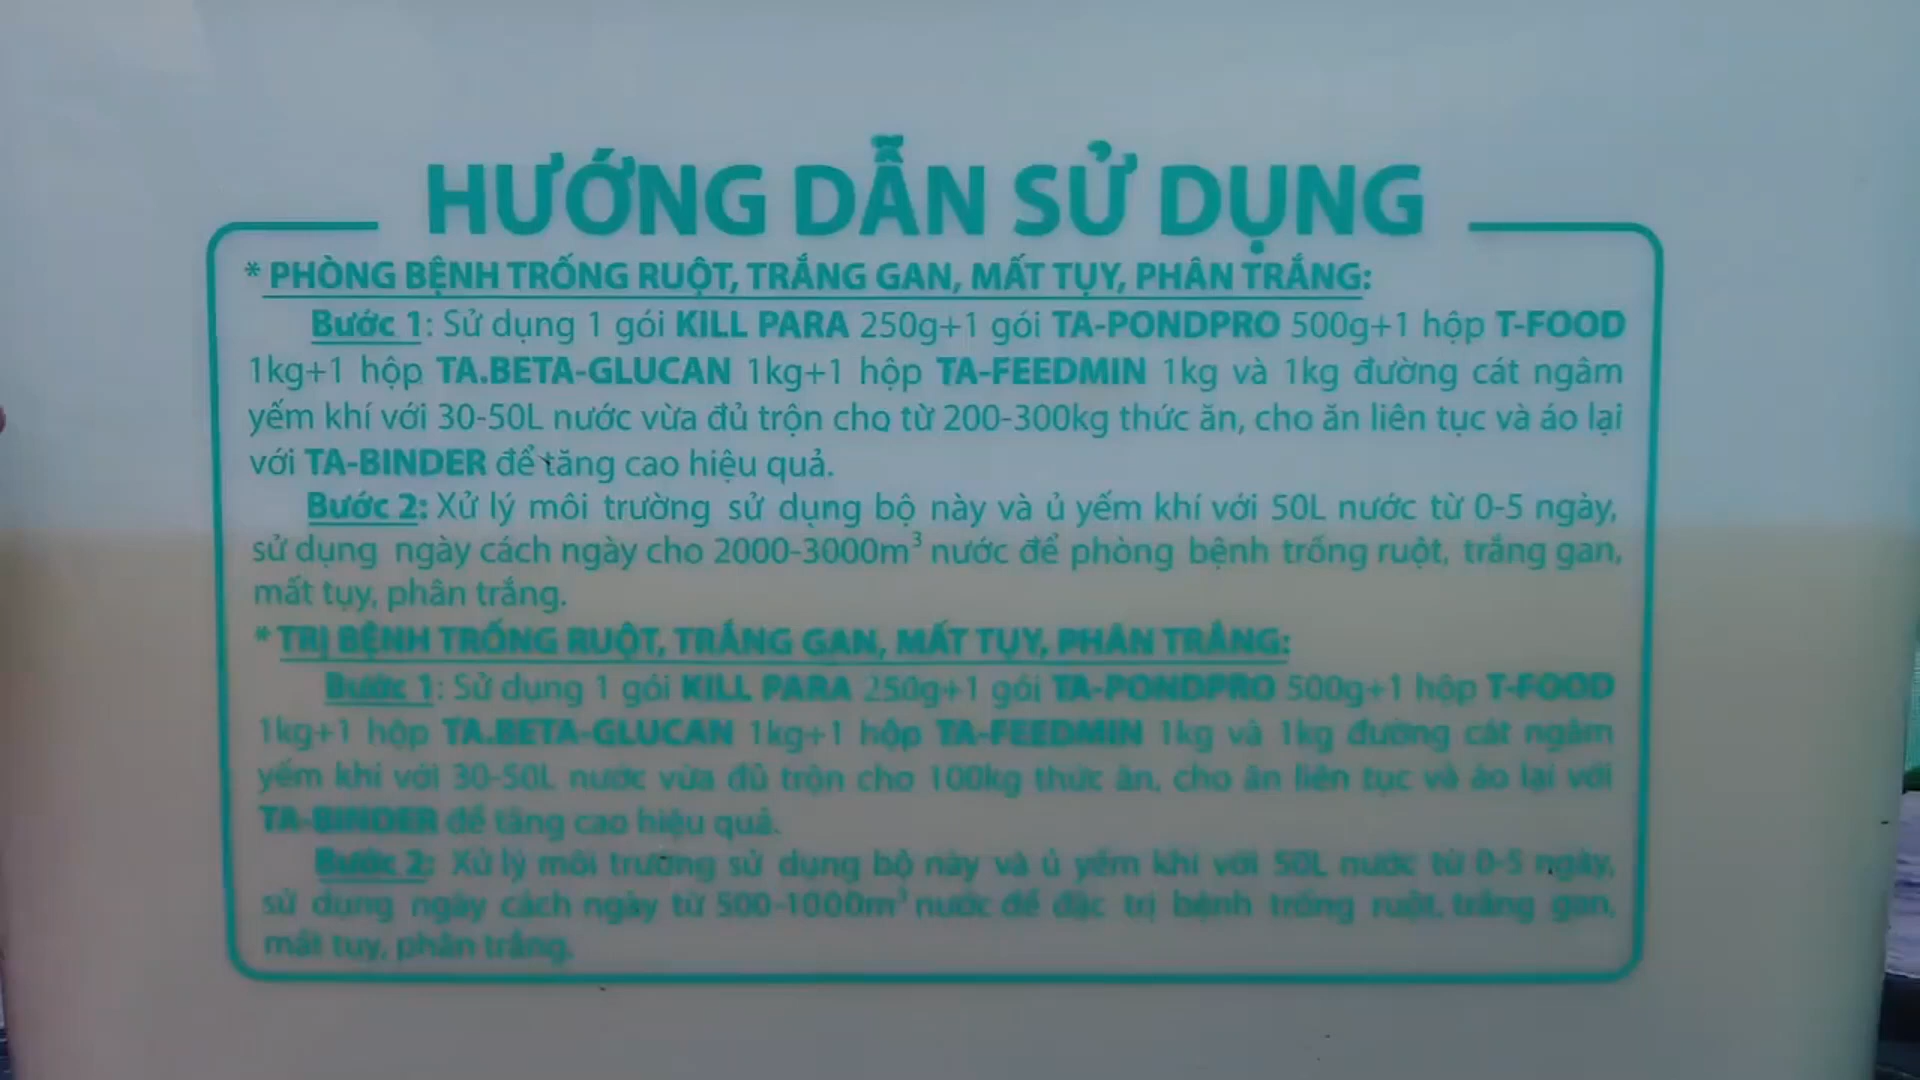 HƯỚNG DẪN SỬ DỤNG
* PHÒNG BỆNH TRỐNG RUỘT, TRẮNG GAN, MẤT TỤY, PHÂN TRẮNG:
Bước 1: Sử dụng 1 gói KILL PARA 250g+1 gói TA-PONDPRO 500g+1 hộp T-FOOD
1kg+1 hộp TA.BETA-GLUCAN 1kg+1 hộp TA-FEEDMIN 1kg và 1kg đường cát ngâm
yếm khí với 30-50L nước vừa đủ trộn cho từ 200-300kg thức ăn, cho ăn liên tục và áo lại
với TA-BINDER để tăng cao hiệu quả.
Bước 2: Xử lý môi trường sử dụng bộ này và ủ yếm khí với 50L nước từ 0-5 ngày,
sử dụng ngày cách ngày cho 2000-3000m³ nước để phòng bệnh trống ruột, trắng gan,
mất tụy, phân trắng.
* TRỊ BỆNH TRỐNG RUỘT, TRẮNG GAN, MẤT TỤY, PHÂN TRẮNG:
Bước 1: Sử dụng 1 gói KILL PARA 250g+1 gói TA-PONDPRO 500g+1 hộp T-FOOD
1kg+1 hộp TA.BETA-GLUCAN 1kg+1 hộp TA-FEEDMIN 1kg và 1kg đường cát ngâm
yếm khí với 30-50L nước vừa đủ trộn cho 100kg thức ăn, cho ăn liên tục và áo lại với
TA-BINDER để tăng cao hiệu quả.
Bước 2: Xử lý môi trường sử dụng bộ này và ủ yếm khí với 50L nước từ 0-5 ngày,
sử dụng ngày cách ngày từ 500-1000m³ nước để đặc trị bệnh trống ruột, trắng gan,
mất tụy, phân trắng.